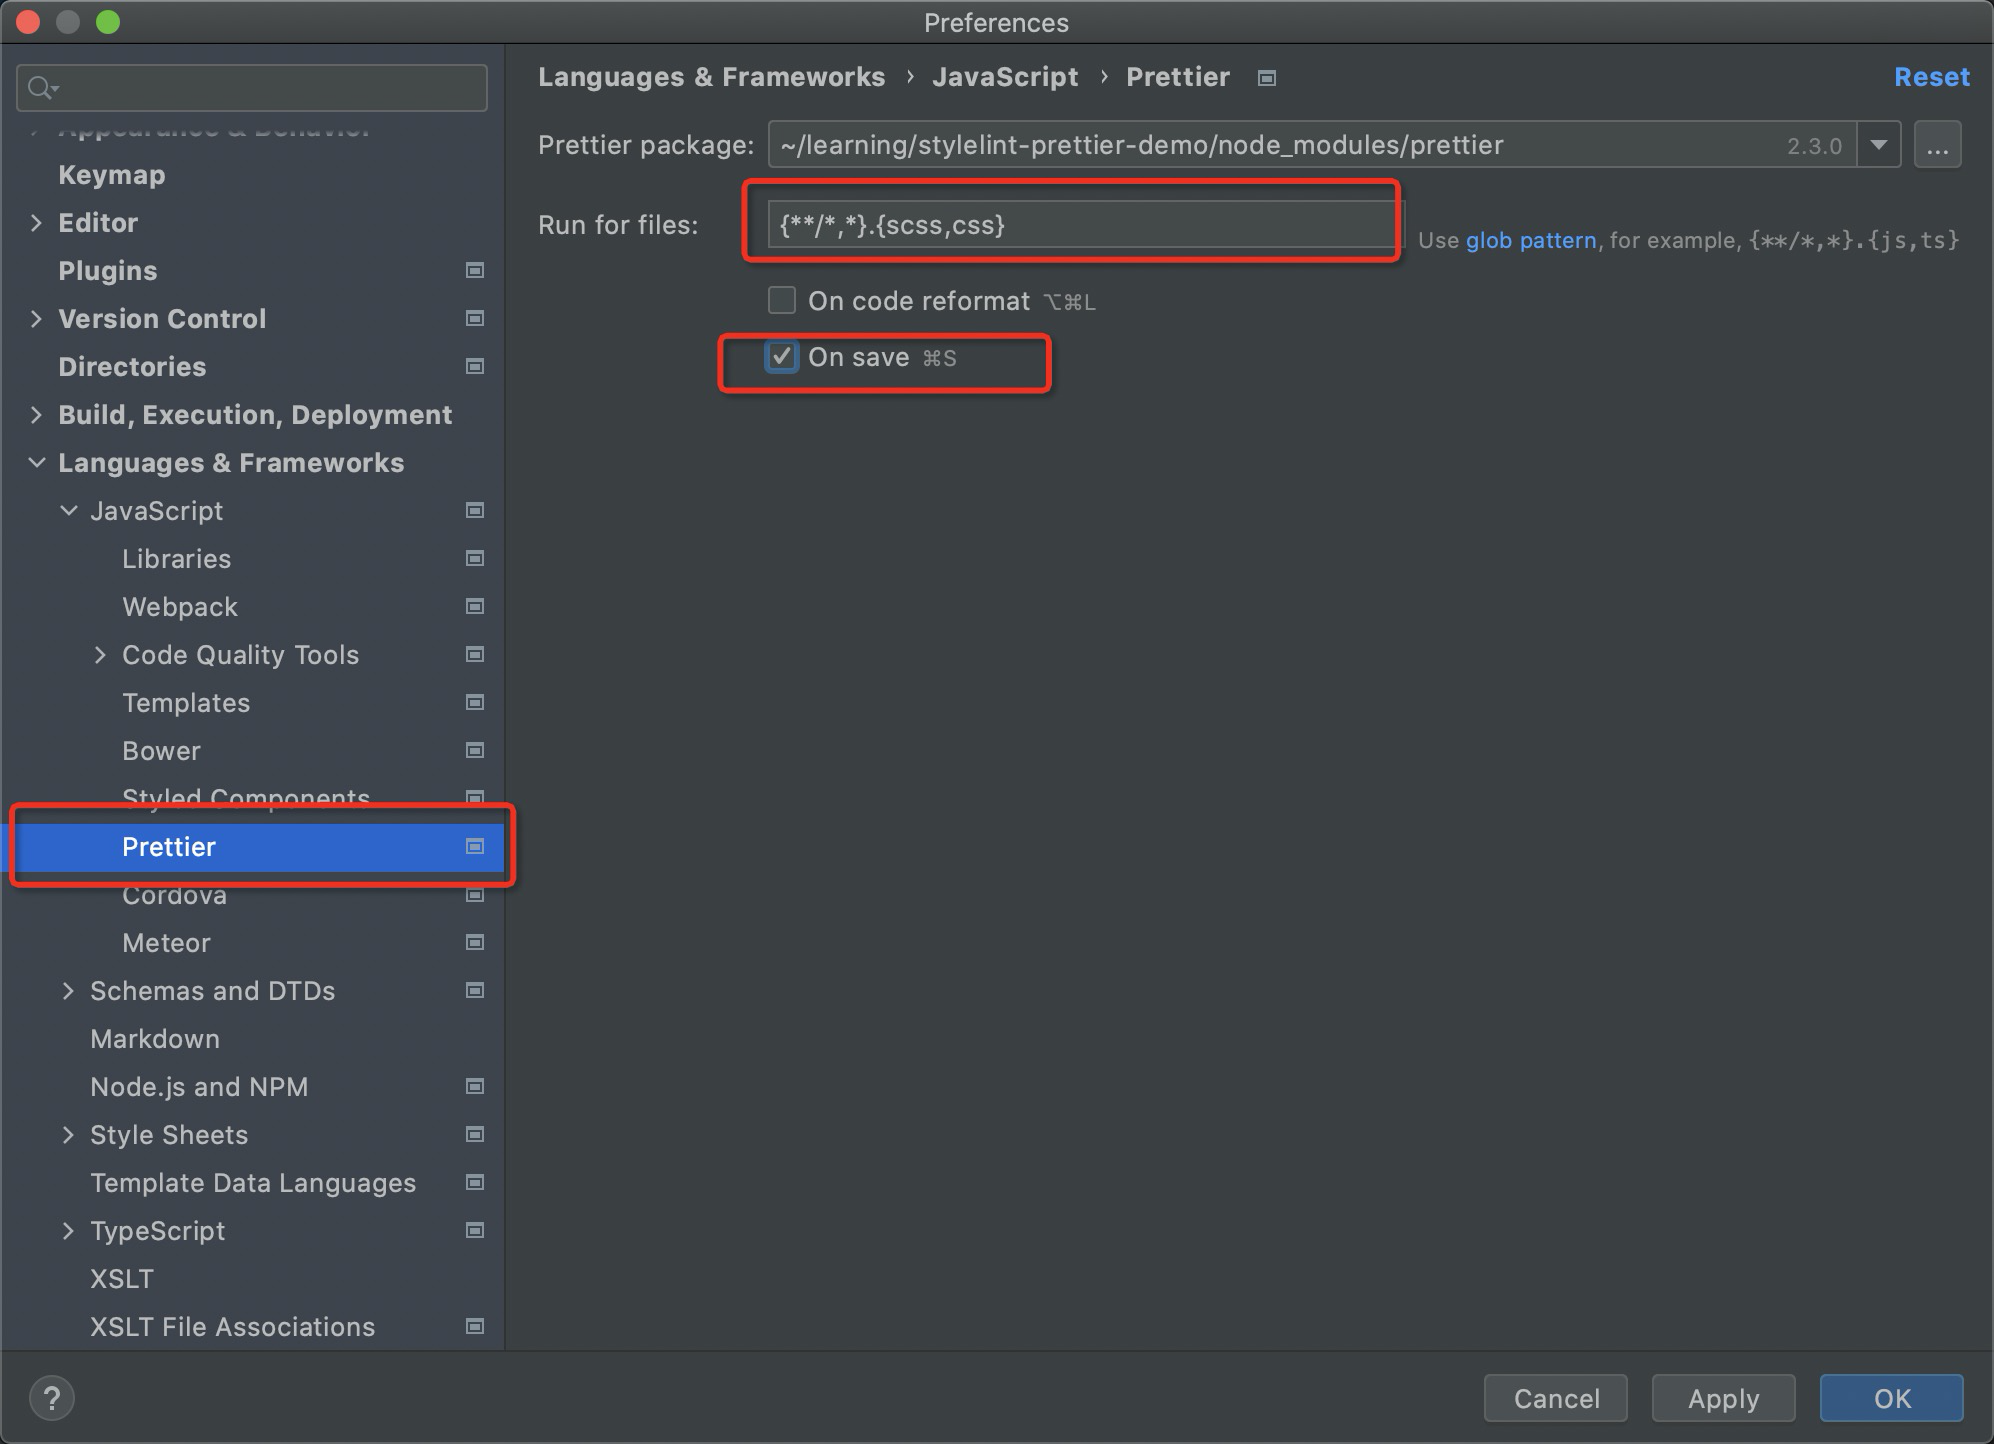 Preferences
Appearance & Behavior
Keymap
Editor
Plugins
Version Control
Directories
Build, Execution, Deployment
Languages & Frameworks
JavaScript
Libraries
Webpack
Code Quality Tools
Templates
Bower
Styled Components
Prettier
Cordova
Meteor
Schemas and DTDs
Markdown
Node.js and NPM
Style Sheets
Template Data Languages
TypeScript
XSLT
XSLT File Associations
Languages & Frameworks › JavaScript › Prettier
Reset
Prettier package: ~/learning/stylelint-prettier-demo/node_modules/prettier 2.3.0 ...
Run for files: {**/*,*}.{scss,css} Use glob pattern, for example, {**/*,*}.{js,ts}
On code reformat ⌥⌘L
On save ⌘S
? Cancel Apply OK